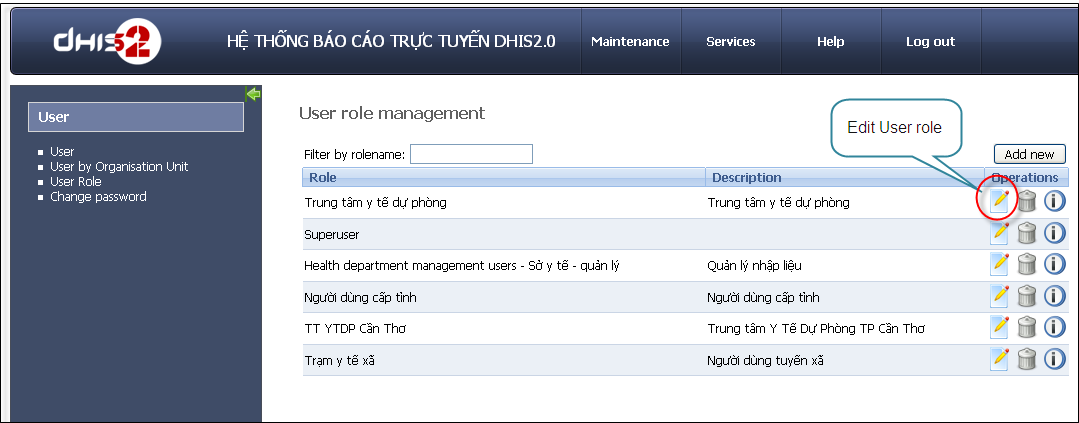 dHIS2
HỆ THỐNG BÁO CÁO TRỰC TUYẾN DHIS2.0
Maintenance
Services
Help
Log out
User
User
User by Organisation Unit
User Role
Change password
User role management
Edit User role
Filter by rolename:
Add new
Role Description Operations
Trung tâm y tế dự phòng Trung tâm y tế dự phòng
Superuser
Health department management users - Sở y tế - quản lý Quản lý nhập liệu
Người dùng cấp tỉnh Người dùng cấp tỉnh
TT YTDP Cần Thơ Trung tâm Y Tế Dự Phòng TP Cần Thơ
Trạm y tế xã Người dùng tuyến xã